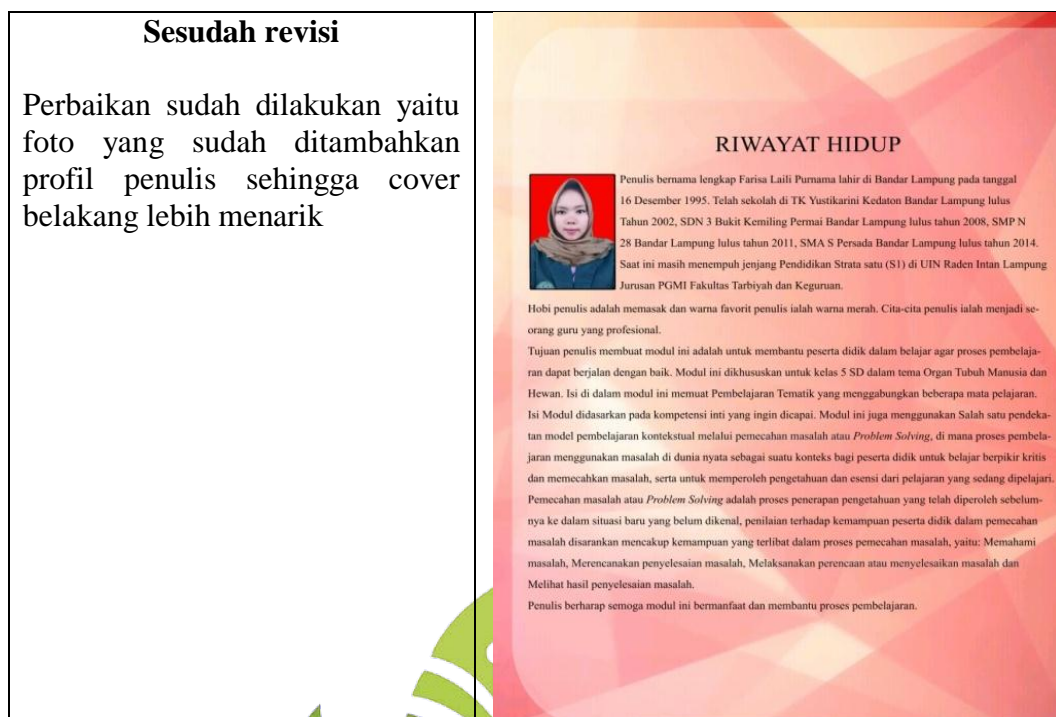 Sesudah revisi
Perbaikan sudah dilakukan yaitu
foto yang sudah ditambahkan
profil penulis sehingga cover
belakang lebih menarik
RIWAYAT HIDUP
Penulis bernama lengkap Farisa Laili Purnama lahir di Bandar Lampung pada tanggal
16 Desember 1995. Telah sekolah di TK Yustikarini Kedaton Bandar Lampung lulus
Tahun 2002, SDN 3 Bukit Kemiling Permai Bandar Lampung lulus tahun 2008, SMP N
28 Bandar Lampung lulus tahun 2011, SMA S Persada Bandar Lampung lulus tahun 2014.
Saat ini masih menempuh jenjang Pendidikan Strata satu (S1) di UIN Raden Intan Lampung
Jurusan PGMI Fakultas Tarbiyah dan Keguruan.
Hobi penulis adalah memasak dan warna favorit penulis ialah warna merah. Cita-cita penulis ialah menjadi se-
orang guru yang profesional.
Tujuan penulis membuat modul ini adalah untuk membantu peserta didik dalam belajar agar proses pembelaja-
ran dapat berjalan dengan baik. Modul ini dikhususkan untuk kelas 5 SD dalam tema Organ Tubuh Manusia dan
Hewan. Isi di dalam modul ini memuat Pembelajaran Tematik yang menggabungkan beberapa mata pelajaran.
Isi Modul didasarkan pada kompetensi inti yang ingin dicapai. Modul ini juga menggunakan Salah satu pendeka-
tan model pembelajaran kontekstual melalui pemecahan masalah atau Problem Solving, di mana proses pembela-
jaran menggunakan masalah di dunia nyata sebagai suatu konteks bagi peserta didik untuk belajar berpikir kritis
dan memecahkan masalah, serta untuk memperoleh pengetahuan dan esensi dari pelajaran yang sedang dipelajari.
Pemecahan masalah atau Problem Solving adalah proses penerapan pengetahuan yang telah diperoleh sebelum-
nya ke dalam situasi baru yang belum dikenal, penilaian terhadap kemampuan peserta didik dalam pemecahan
masalah disarankan mencakup kemampuan yang terlibat dalam proses pemecahan masalah, yaitu: Memahami
masalah, Merencanakan penyelesaian masalah, Melaksanakan perencaan atau menyelesaikan masalah dan
Melihat hasil penyelesaian masalah.
Penulis berharap semoga modul ini bermanfaat dan membantu proses pembelajaran.